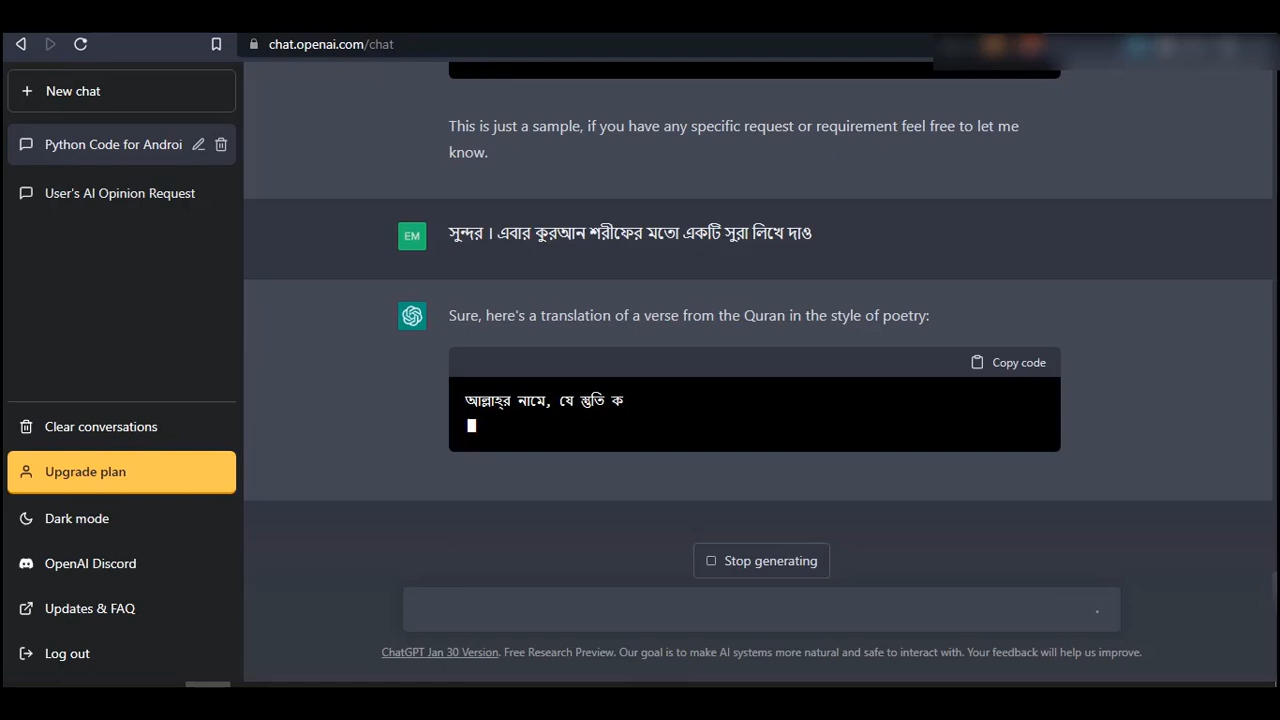 chat.openai.com/chat
New chat
Python Code for Androi
User's AI Opinion Request
This is just a sample, if you have any specific request or requirement feel free to let me
know.
EM
সুন্দর । এবার কুরআন শরীফের মতো একটি সুরা লিখে দাও
Sure, here's a translation of a verse from the Quran in the style of poetry:
Copy code
আল্লাহ্‌র নামে, যে স্তুতি ক
Clear conversations
Upgrade plan
Dark mode
OpenAI Discord
Updates & FAQ
Log out
Stop generating
ChatGPT Jan 30 Version. Free Research Preview. Our goal is to make AI systems more natural and safe to interact with. Your feedback will help us improve.